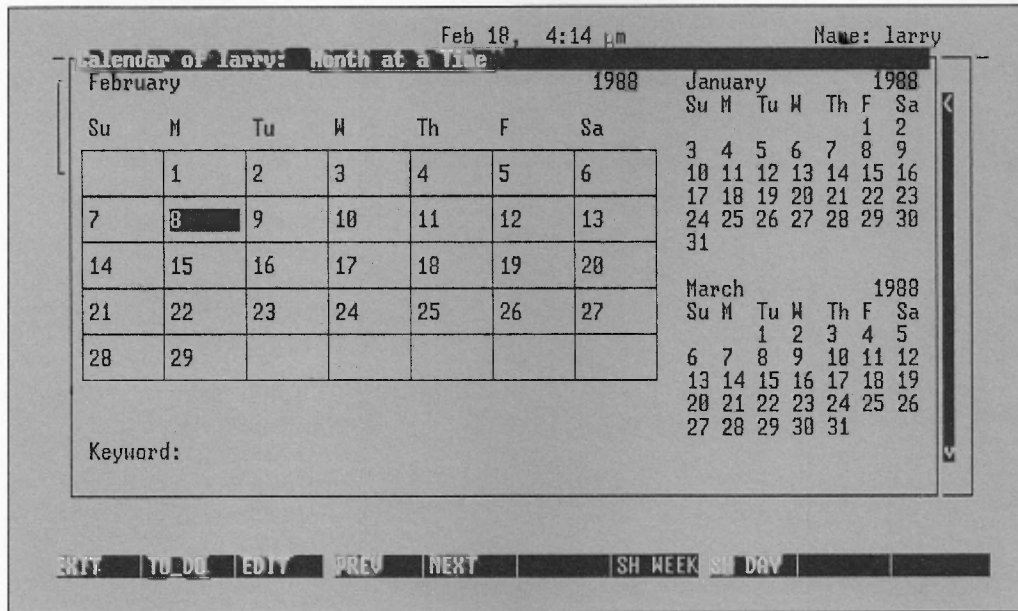 Feb 18, 4:14 pm Name: larry
Calendar of larry: Month at a Time
February 1988
Su M Tu W Th F Sa
1 2 3 4 5 6
7 8 9 10 11 12 13
14 15 16 17 18 19 20
21 22 23 24 25 26 27
28 29
Keyword:
January 1988
Su M Tu W Th F Sa
1 2
3 4 5 6 7 8 9
10 11 12 13 14 15 16
17 18 19 20 21 22 23
24 25 26 27 28 29 30
31
March 1988
Su M Tu W Th F Sa
1 2 3 4 5
6 7 8 9 10 11 12
13 14 15 16 17 18 19
20 21 22 23 24 25 26
27 28 29 30 31
EXIT TO_DO EDIT PREV NEXT SH WEEK SH DAY